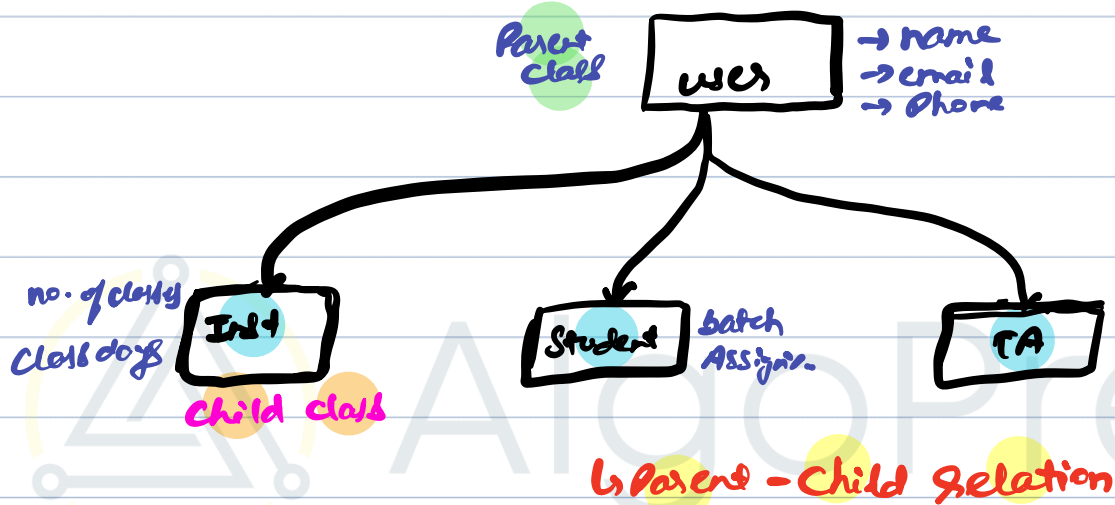 Parent
class
user
→ name
→ email
→ Phone
no. of classes
class days
Inst
Student
batch
Assign..
TA
child class
↳ Parent - child relation
AlgoPre